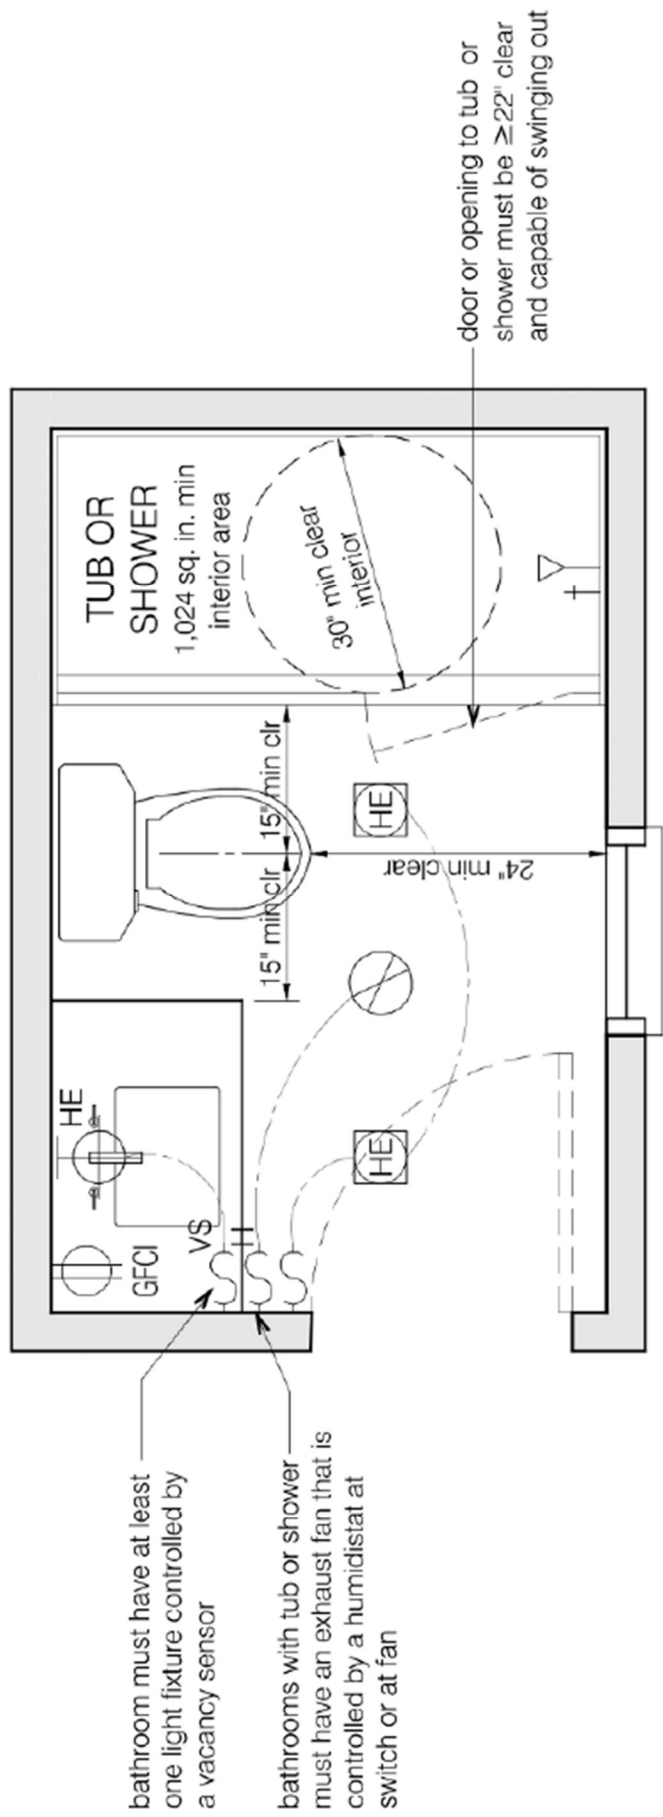 bathroom must have at least
one light fixture controlled by
a vacancy sensor
bathrooms with tub or shower
must have an exhaust fan that is
controlled by a humidistat at
switch or at fan
GFCI
HE
VS
S
S
H
S
HE
HE
15" min clr
15" min clr
24" min clear
TUB OR
SHOWER
1,024 sq. in. min
interior area
30" min clear
interior
door or opening to tub or
shower must be ≥22" clear
and capable of swinging out